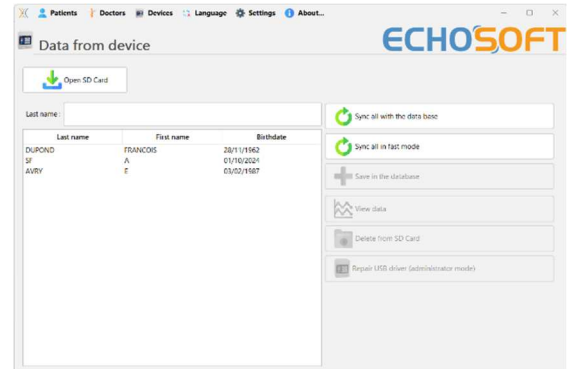 Patients Doctors Devices Language Settings About...
Data from device
ECHO'SOFT
Open SD Card
Last name :
Last name First name Birthdate
DUPOND FRANCOIS 28/11/1962
SF A 01/10/2024
AVRY E 03/02/1987
Sync all with the data base
Sync all in fast mode
Save in the database
View data
Delete from SD Card
Repair USB driver (administrator mode)